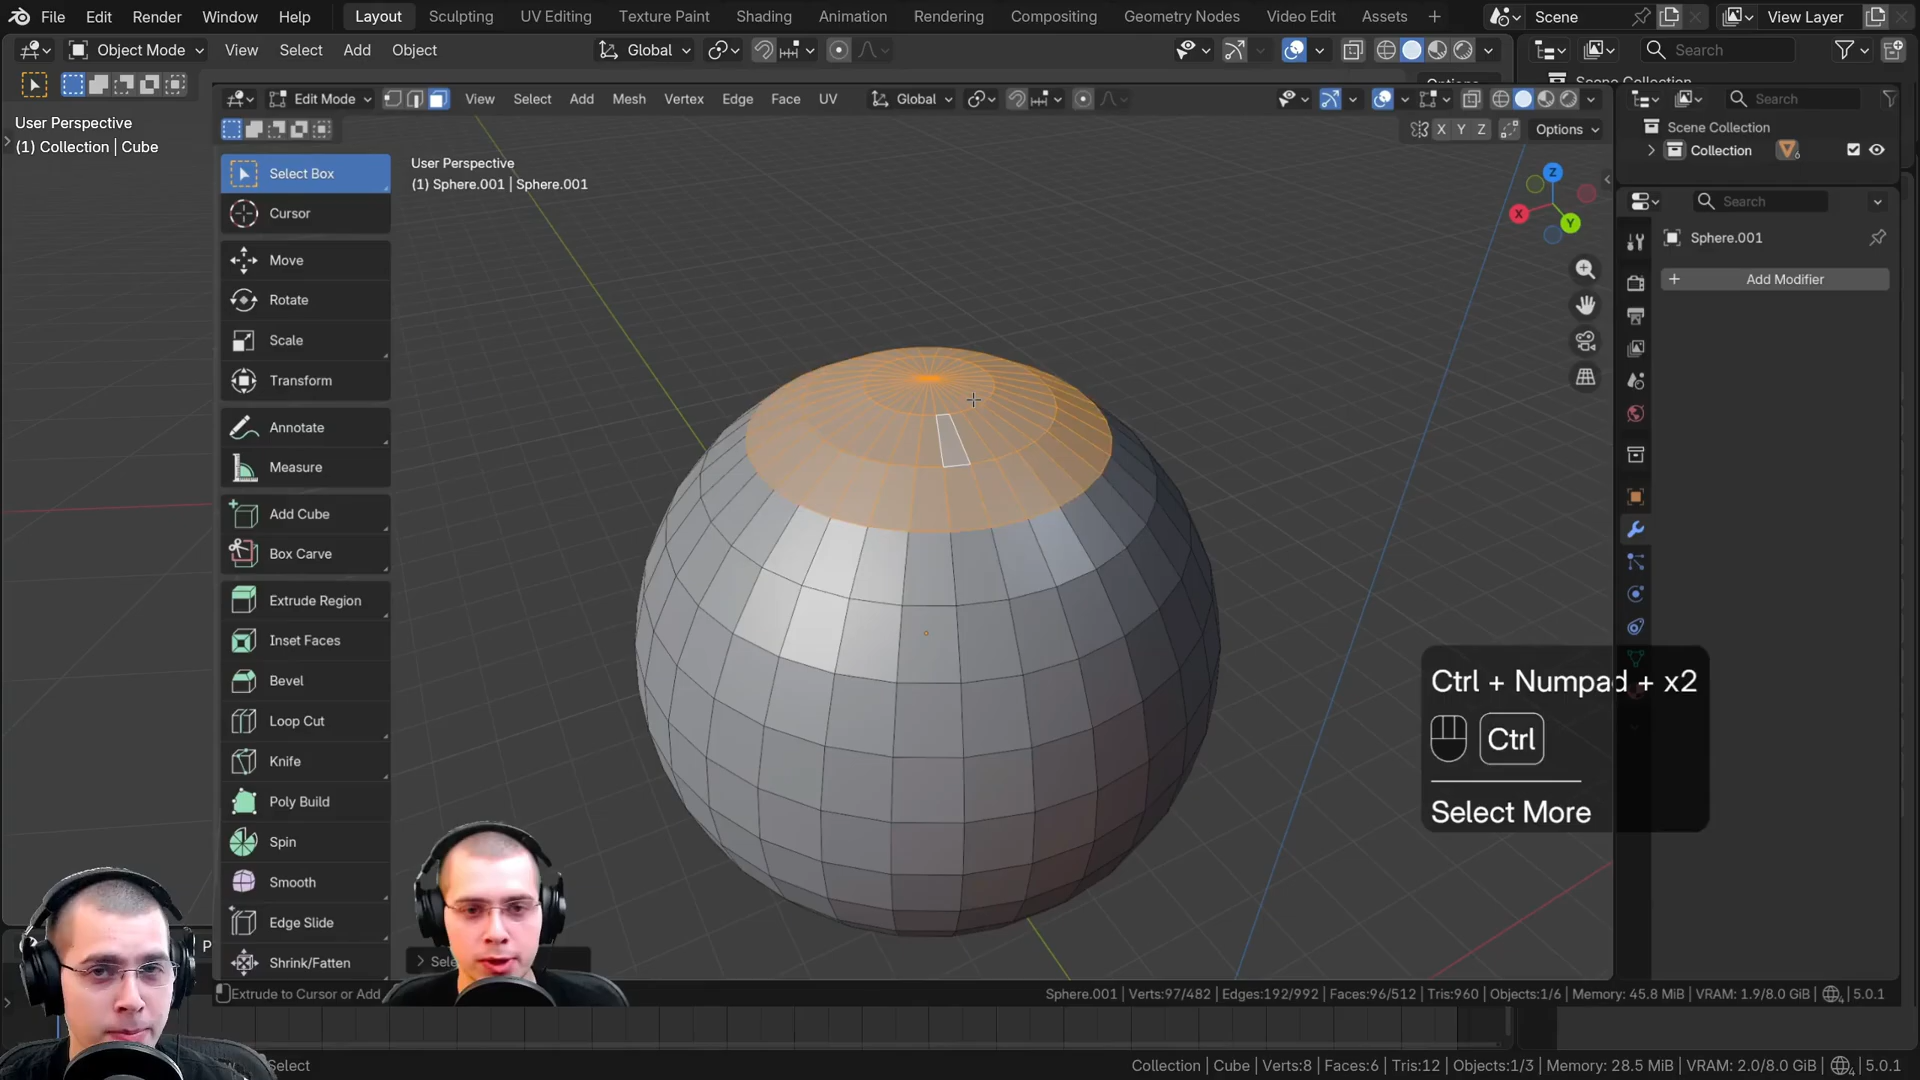 File Edit Render Window Help Layout Sculpting UV Editing Texture Paint Shading Animation Rendering Compositing Geometry Nodes Video Edit Assets + Scene View Layer
Object Mode View Select Add Object Global Search
Options Scene Collection
Edit Mode View Select Add Mesh Vertex Edge Face UV Global Search
User Perspective
(1) Collection | Cube
X Y Z Options
Scene Collection
Collection 6
User Perspective
(1) Sphere.001 | Sphere.001
Z
X
Y
Search
Sphere.001
+ Add Modifier
Select Box
Cursor
Move
Rotate
Scale
Transform
Annotate
Measure
Add Cube
Box Carve
Extrude Region
Inset Faces
Bevel
Loop Cut
Knife
Poly Build
Spin
Smooth
Edge Slide
Shrink/Fatten
Ctrl + Numpad + x2
Ctrl
Select More
P
Sele
Extrude to Cursor or Add
Sphere.001 | Verts:97/482 | Edges:192/992 | Faces:96/512 | Tris:960 | Objects:1/6 | Memory: 45.8 MiB | VRAM: 1.9/8.0 GiB | 5.0.1
Select
Collection | Cube | Verts:8 | Faces:6 | Tris:12 | Objects:1/3 | Memory: 28.5 MiB | VRAM: 2.0/8.0 GiB | 5.0.1